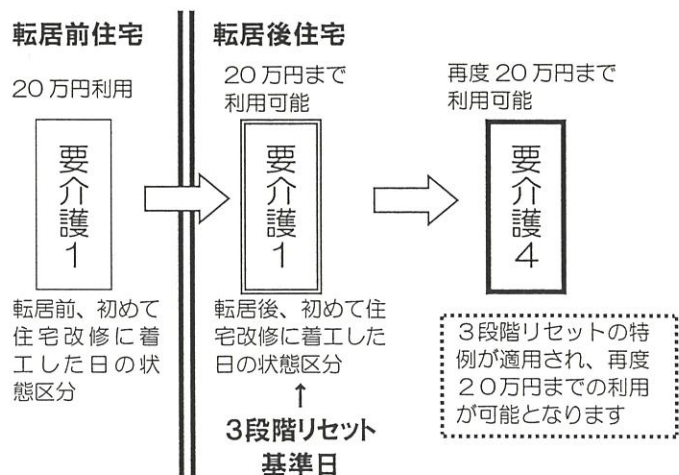 転居前住宅
20万円利用
要介護1
転居前、初めて
住宅改修に着
工した日の状
態区分
転居後住宅
20万円まで
利用可能
要介護1
転居後、初めて住
宅改修に着工した
日の状態区分
↑
3段階リセット
基準日
再度20万円まで
利用可能
要介護4
3段階リセットの特
例が適用され、再度
20万円までの利用
が可能となります